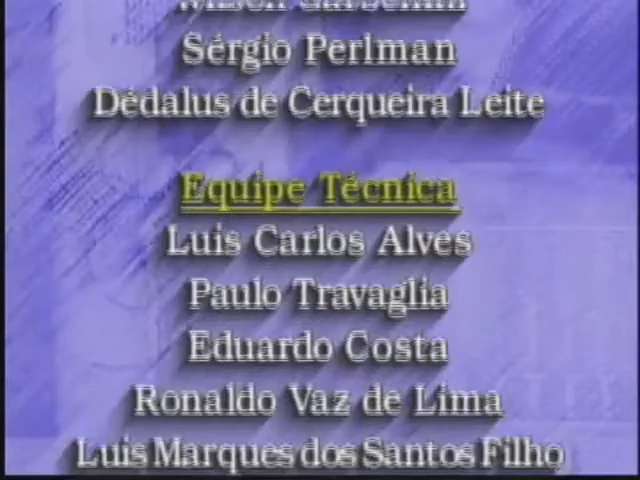 Sérgio Perlman
Dédalus de Cerqueira Leite
Equipe Técnica
Luis Carlos Alves
Paulo Travaglia
Eduardo Costa
Ronaldo Vaz de Lima
Luis Marques dos Santos Filho